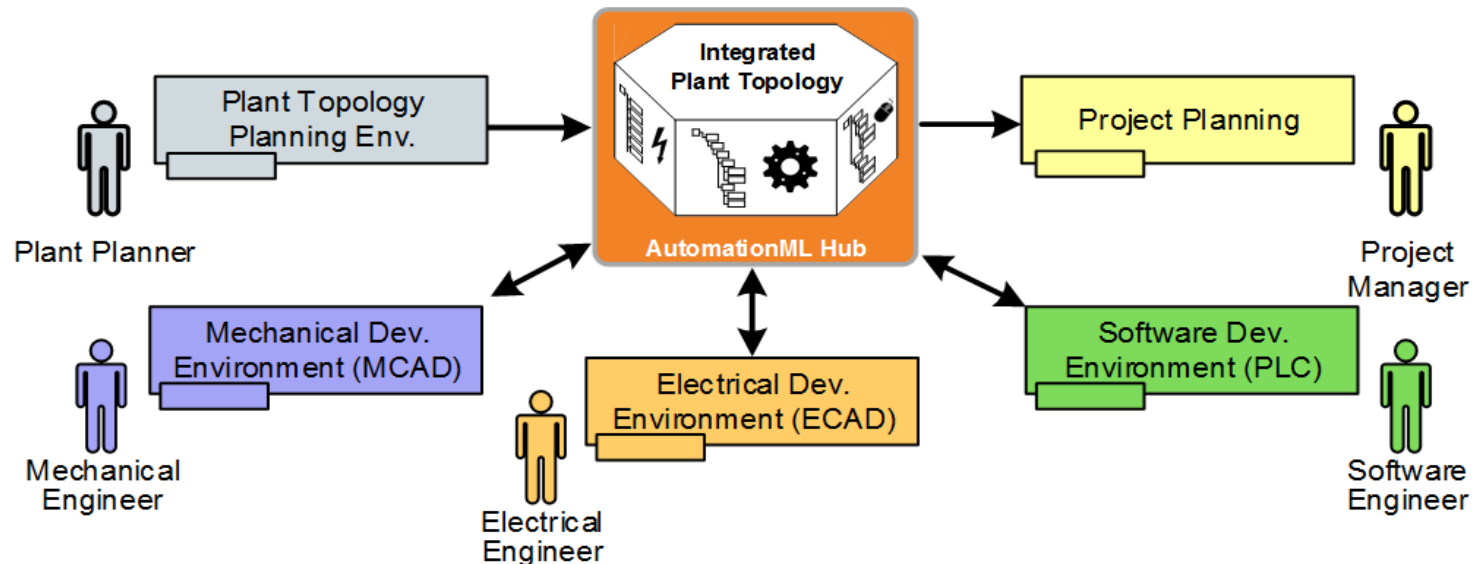 Integrated
Plant Topology
AutomationML Hub
Plant Topology
Planning Env.
Plant Planner
Project Planning
Project
Manager
Mechanical Dev.
Environment (MCAD)
Mechanical
Engineer
Electrical Dev.
Environment (ECAD)
Electrical
Engineer
Software Dev.
Environment (PLC)
Software
Engineer